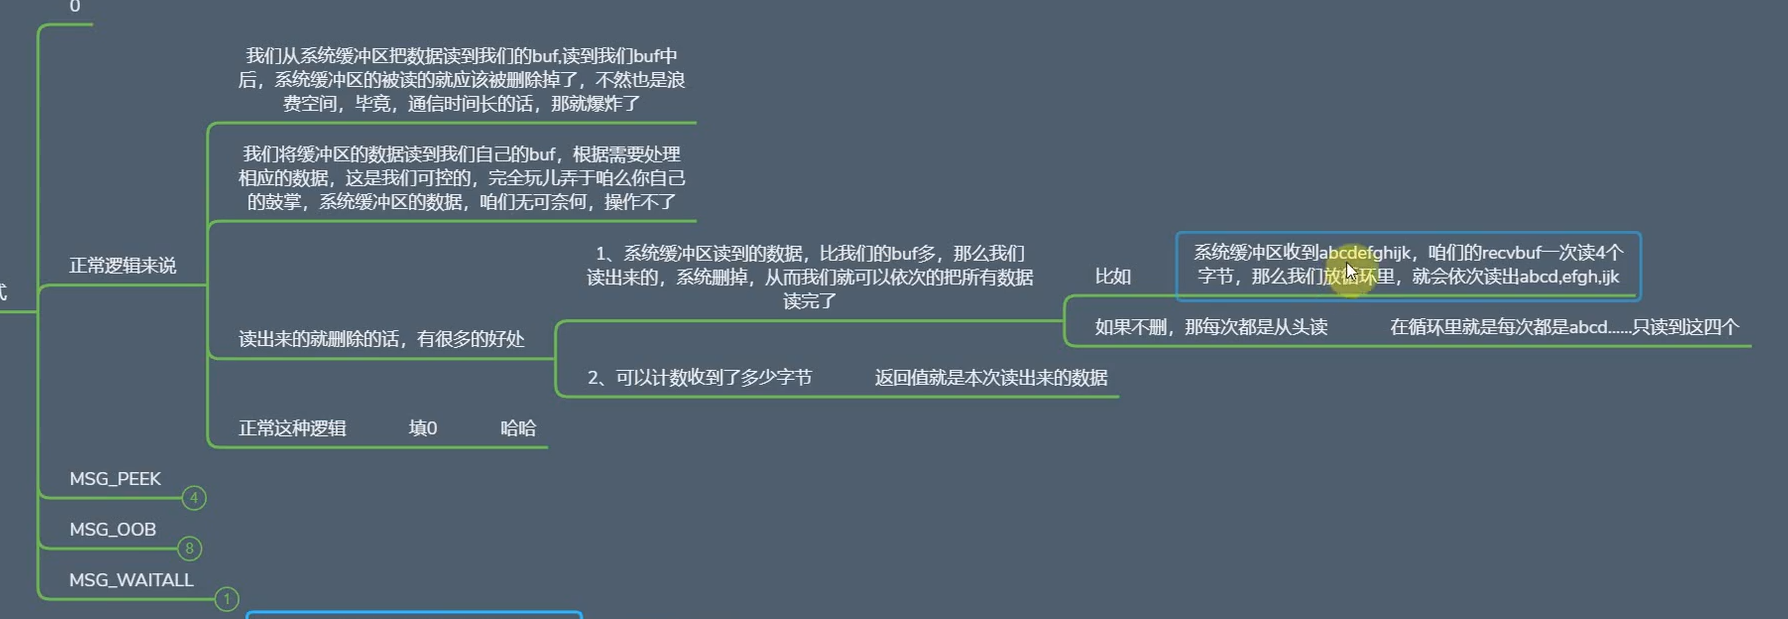 0
我们从系统缓冲区把数据读到我们的buf,读到我们buf中
后，系统缓冲区的被读的就应该被删除掉了，不然也是浪
费空间，毕竟，通信时间长的话，那就爆炸了
我们将缓冲区的数据读到我们自己的buf，根据需要处理
相应的数据，这是我们可控的，完全玩儿弄于咱么你自己
的鼓掌，系统缓冲区的数据，咱们无可奈何，操作不了
正常逻辑来说
1、系统缓冲区读到的数据，比我们的buf多，那么我们
读出来的，系统删掉，从而我们就可以依次的把所有数据
读完了
比如
系统缓冲区收到abcdefghijk，咱们的recvbuf一次读4个
字节，那么我们放循环里，就会依次读出abcd,efgh,ijk
如果不删，那每次都是从头读
在循环里就是每次都是abcd......只读到这四个
读出来的就删除的话，有很多的好处
2、可以计数收到了多少字节
返回值就是本次读出来的数据
正常这种逻辑
填0
哈哈
MSG_PEEK
4
MSG_OOB
8
MSG_WAITALL
1